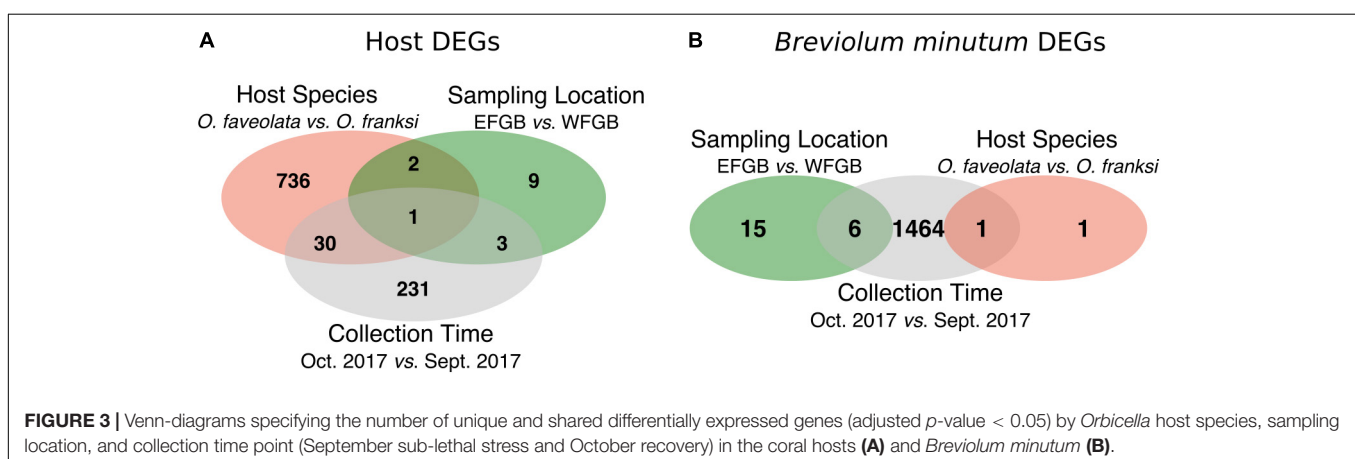 A
Host DEGs
Host Species
O. faveolata vs. O. franksi
Sampling Location
EFGB vs. WFGB
736
2
9
1
30
3
231
Collection Time
Oct. 2017 vs. Sept. 2017
B
Breviolum minutum DEGs
Sampling Location
EFGB vs. WFGB
Host Species
O. faveolata vs. O. franksi
15
6
1464
1
1
Collection Time
Oct. 2017 vs. Sept. 2017
FIGURE 3 | Venn-diagrams specifying the number of unique and shared differentially expressed genes (adjusted p-value < 0.05) by Orbicella host species, sampling
location, and collection time point (September sub-lethal stress and October recovery) in the coral hosts (A) and Breviolum minutum (B).